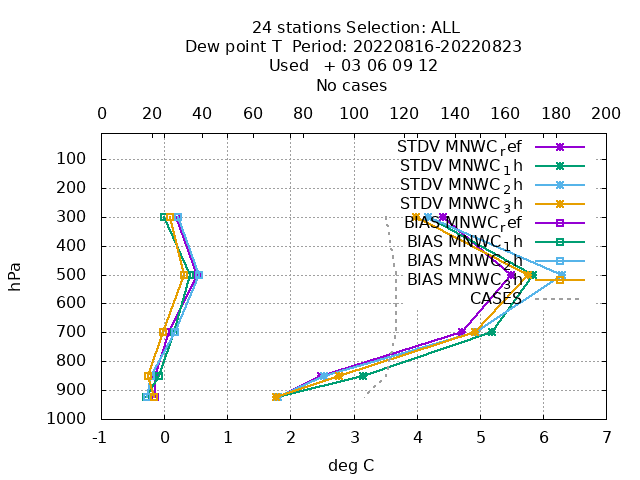 24 stations Selection: ALL
Dew point T  Period: 20220816-20220823
Used   + 03 06 09 12
No cases
0 20 40 60 80 100 120 140 160 180 200
STDV MNWC_ref
STDV MNWC_1h
STDV MNWC_2h
STDV MNWC_3h
BIAS MNWC_ref
BIAS MNWC_1h
BIAS MNWC_2h
BIAS MNWC_3h
CASES
hPa
100
200
300
400
500
600
700
800
900
1000
-1 0 1 2 3 4 5 6 7
deg C